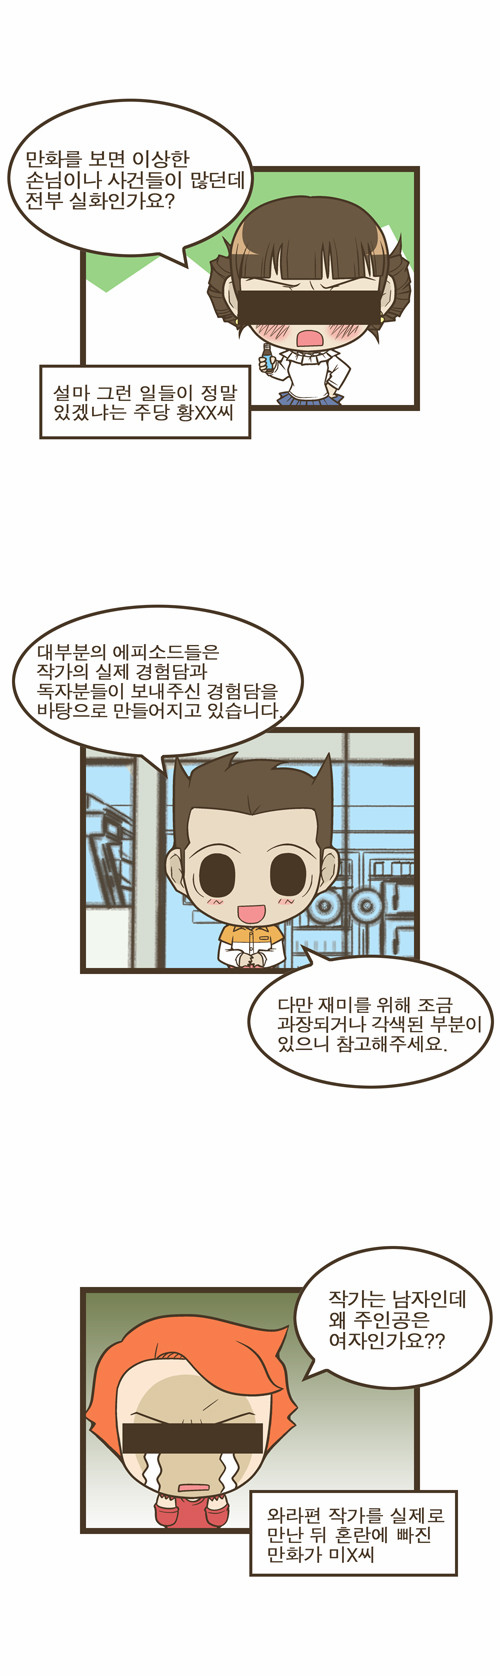 만화를 보면 이상한
손님이나 사건들이 많던데
전부 실화인가요?
설마 그런 일들이 정말
있겠냐는 주당 황XX씨
대부분의 에피소드들은
작가의 실제 경험담과
독자분들이 보내주신 경험담을
바탕으로 만들어지고 있습니다.
다만 재미를 위해 조금
과장되거나 각색된 부분이
있으니 참고해주세요.
작가는 남자인데
왜 주인공은
여자인가요??
와라편 작가를 실제로
만난 뒤 혼란에 빠진
만화가 미X씨